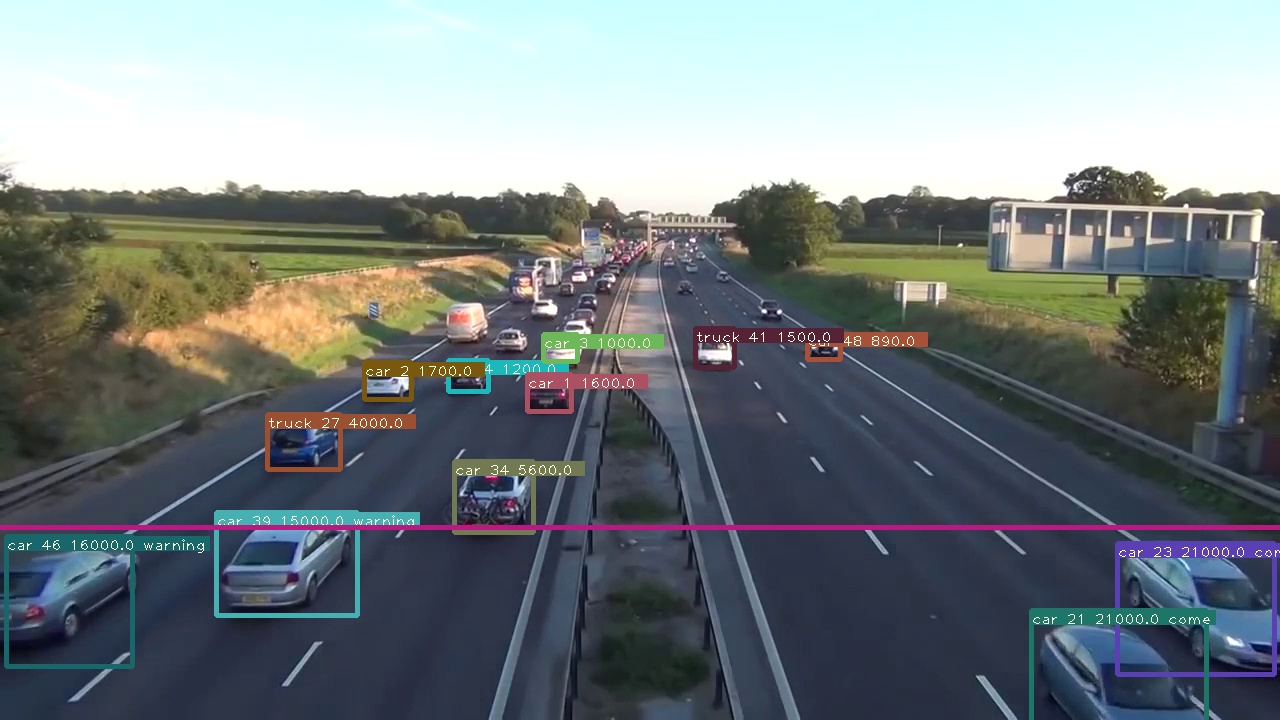 truck 41 1500.0
48 890.0
car 3 1000.0
car 2 1700.0
4 1200.0
car 1 1600.0
truck 27 4000.0
car 34 5600.0
car 39 15000.0 warning
car 46 16000.0 warning
car 23 21000.0 com
car 21 21000.0 come